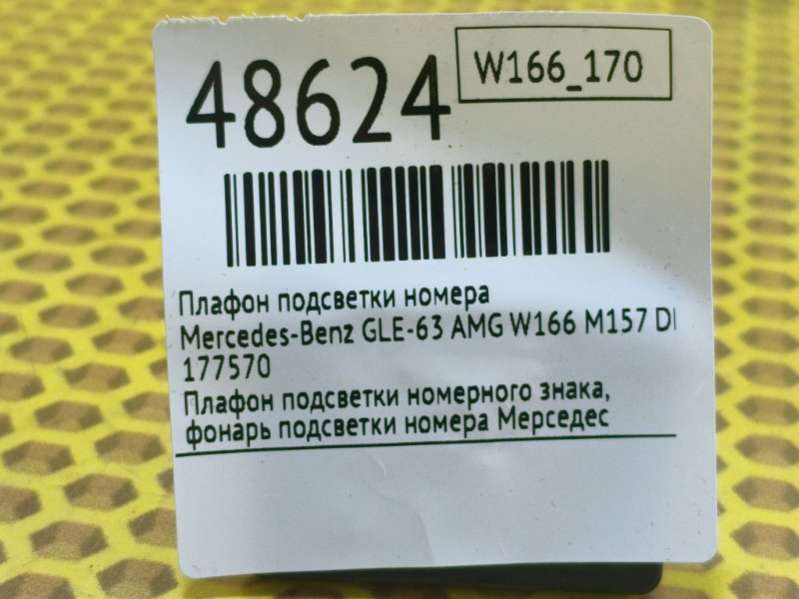 48624
W166_170
Плафон подсветки номера
Mercedes-Benz GLE-63 AMG W166 M157
177570
Плафон подсветки номерного знака,
фонарь подсветки номера Мерседес